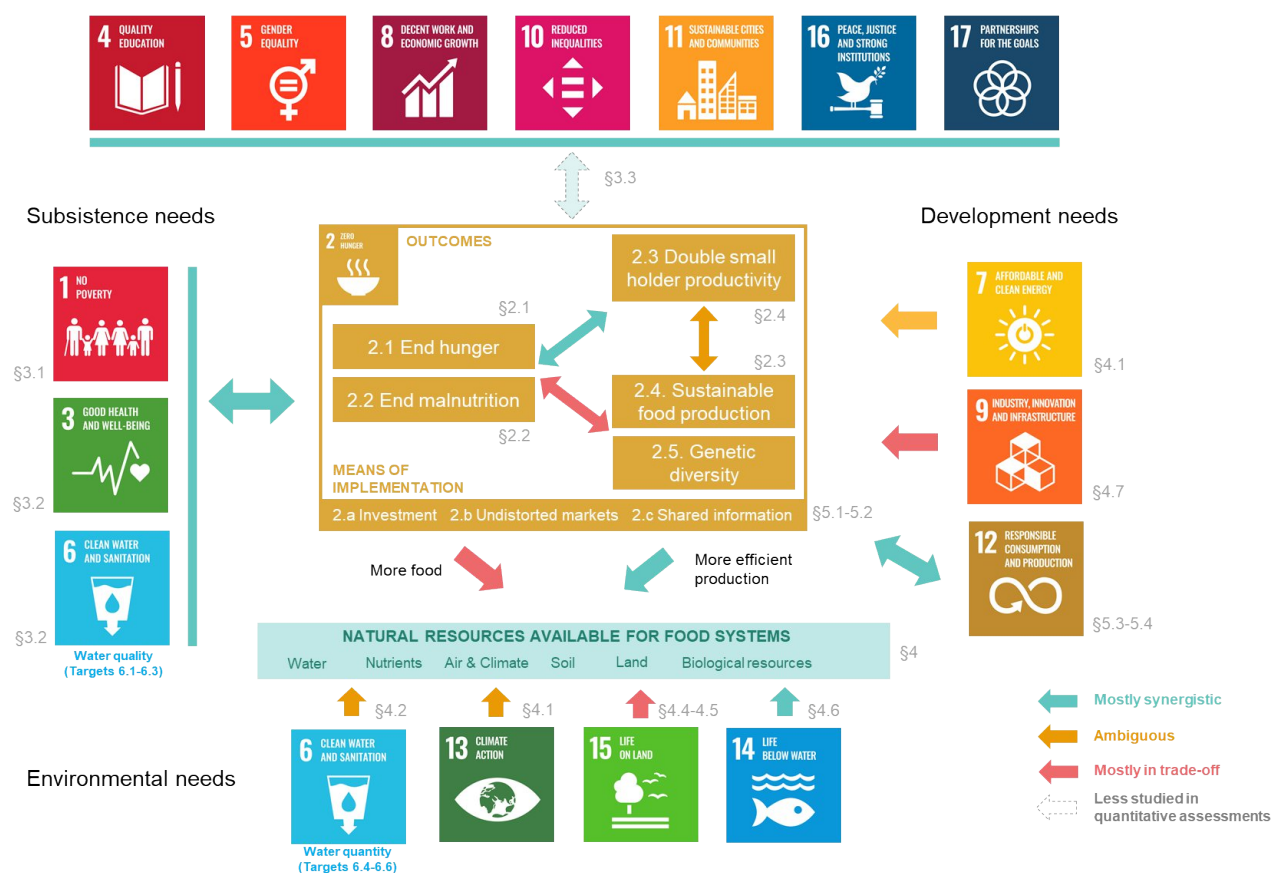 4 QUALITY
EDUCATION
5 GENDER
EQUALITY
8 DECENT WORK AND
ECONOMIC GROWTH
10 REDUCED
INEQUALITIES
11 SUSTAINABLE CITIES
AND COMMUNITIES
16 PEACE, JUSTICE
AND STRONG
INSTITUTIONS
17 PARTNERSHIPS
FOR THE GOALS
§3.3
Subsistence needs
Development needs
1 NO
POVERTY
§3.1
3 GOOD HEALTH
AND WELL-BEING
§3.2
6 CLEAN WATER
AND SANITATION
§3.2
Water quality
(Targets 6.1-6.3)
2 ZERO
HUNGER
OUTCOMES
2.3 Double small
holder productivity
§2.1
§2.4
2.1 End hunger
§2.3
2.2 End malnutrition
2.4. Sustainable
food production
§2.2
2.5. Genetic
diversity
MEANS OF
IMPLEMENTATION
2.a Investment 2.b Undistorted markets 2.c Shared information
§5.1-5.2
7 AFFORDABLE AND
CLEAN ENERGY
§4.1
9 INDUSTRY, INNOVATION
AND INFRASTRUCTURE
§4.7
12 RESPONSIBLE
CONSUMPTION
AND PRODUCTION
§5.3-5.4
More food
More efficient
production
NATURAL RESOURCES AVAILABLE FOR FOOD SYSTEMS
Water Nutrients Air & Climate Soil Land Biological resources
§4
§4.2
§4.1
§4.4-4.5
§4.6
Environmental needs
6 CLEAN WATER
AND SANITATION
Water quantity
(Targets 6.4-6.6)
13 CLIMATE
ACTION
15 LIFE
ON LAND
14 LIFE
BELOW WATER
Mostly synergistic
Ambiguous
Mostly in trade-off
Less studied in
quantitative assessments